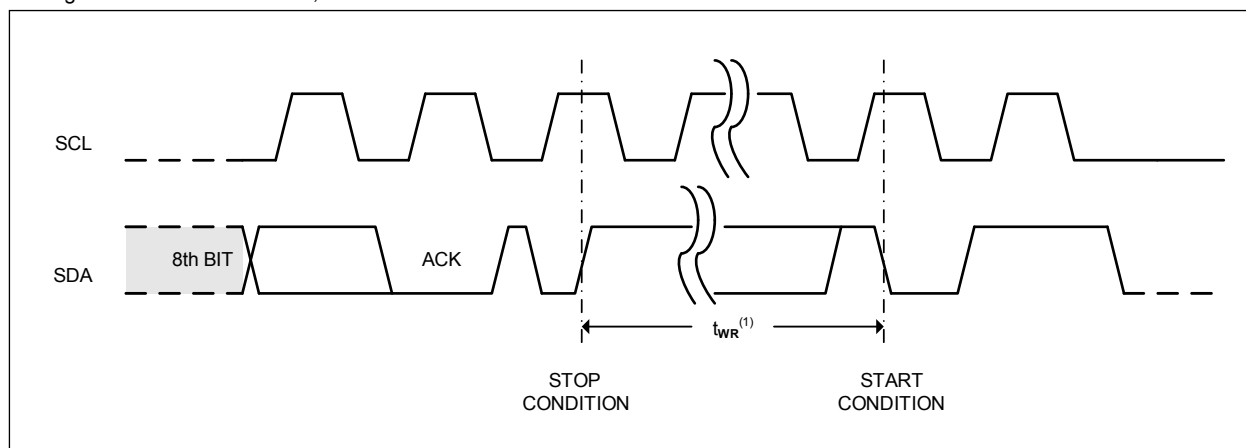 SCL
8th BIT
ACK
SDA
tWR(1)
STOP
CONDITION
START
CONDITION